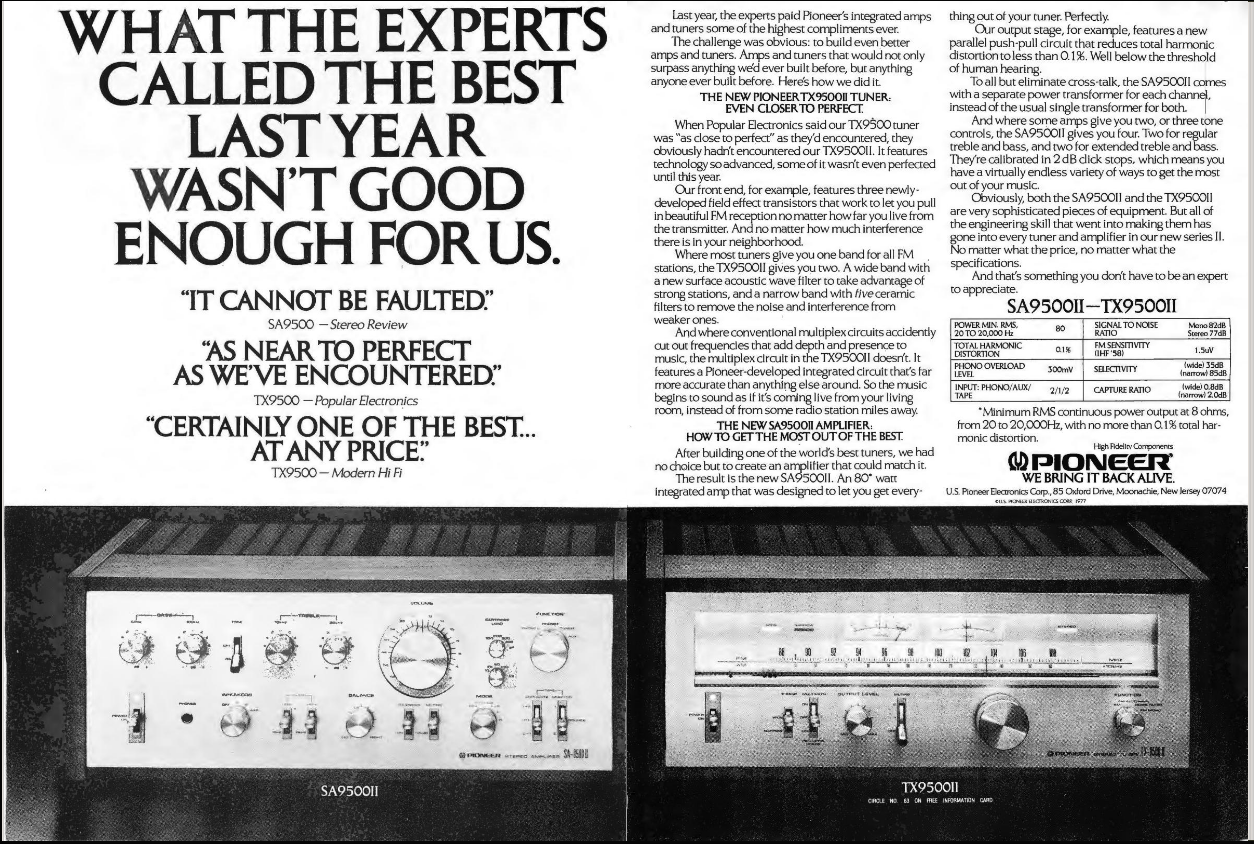 WHAT THE EXPERTS
CALLED THE BEST
LAST YEAR
WASN'T GOOD
ENOUGH FOR US.
"IT CANNOT BE FAULTED."
SA9500 — Stereo Review
"AS NEAR TO PERFECT
AS WE'VE ENCOUNTERED."
TX9500 — Popular Electronics
"CERTAINLY ONE OF THE BEST...
AT ANY PRICE."
TX9500 — Modern Hi Fi
Last year, the experts paid Pioneer's integrated amps
and tuners some of the highest compliments ever.
The challenge was obvious: to build even better
amps and tuners. Amps and tuners that would not only
surpass anything we'd ever built before, but anything
anyone ever built before. Here's how we did it.
THE NEW PIONEER TX9500II TUNER:
EVEN CLOSER TO PERFECT.
When Popular Electronics said our TX9500 tuner
was "as close to perfect" as they'd encountered, they
obviously hadn't encountered our TX9500II. It features
technology so advanced, some of it wasn't even perfected
until this year.
Our front end, for example, features three newly-
developed field effect transistors that work to let you pull
in beautiful FM reception no matter how far you live from
the transmitter. And no matter how much interference
there is in your neighborhood.
Where most tuners give you one band for all FM
stations, the TX9500II gives you two. A wide band with
a new surface acoustic wave filter to take advantage of
strong stations, and a narrow band with five ceramic
filters to remove the noise and interference from
weaker ones.
And where conventional multiplex circuits accidently
cut out frequencies that add depth and presence to
music, the multiplex circuit in the TX9500II doesn't. It
features a Pioneer-developed integrated circuit that's far
more accurate than anything else around. So the music
begins to sound as if it's coming live from your living
room, instead of from some radio station miles away.
THE NEW SA9500II AMPLIFIER:
HOW TO GET THE MOST OUT OF THE BEST.
After building one of the world's best tuners, we had
no choice but to create an amplifier that could match it.
The result is the new SA9500II. An 80* watt
integrated amp that was designed to let you get every-
thing out of your tuner. Perfectly.
Our output stage, for example, features a new
parallel push-pull circuit that reduces total harmonic
distortion to less than 0.1%. Well below the threshold
of human hearing.
To all but eliminate cross-talk, the SA9500II comes
with a separate power transformer for each channel,
instead of the usual single transformer for both.
And where some amps give you two, or three tone
controls, the SA9500II gives you four. Two for regular
treble and bass, and two for extended treble and bass.
They're calibrated in 2 dB click stops, which means you
have a virtually endless variety of ways to get the most
out of your music.
Obviously, both the SA9500II and the TX9500II
are very sophisticated pieces of equipment. But all of
the engineering skill that went into making them has
gone into every tuner and amplifier in our new series II.
No matter what the price, no matter what the
specifications.
And that's something you don't have to be an expert
to appreciate.
SA9500II—TX9500II
POWER MIN. RMS, 20 TO 20,000 Hz 80 SIGNAL TO NOISE RATIO Mono 82dB Stereo 77dB
TOTAL HARMONIC DISTORTION 0.1% FM SENSITIVITY (IHF '58) 1.5uV
PHONO OVERLOAD LEVEL 300mV SELECTIVITY (wide) 35dB (narrow) 85dB
INPUT: PHONO/AUX/TAPE 2/1/2 CAPTURE RATIO (wide) 0.8dB (narrow) 2.0dB
*Minimum RMS continuous power output at 8 ohms,
from 20 to 20,000Hz, with no more than 0.1% total har-
monic distortion.
High Fidelity Components
PIONEER®
WE BRING IT BACK ALIVE.
U.S. Pioneer Electronics Corp., 85 Oxford Drive, Moonachie, New Jersey 07074
©U.S. PIONEER ELECTRONICS CORP. 1977
BASS
TREBLE
VOLUME
FUNCTION
PHONES
SPEAKERS
BALANCE
MODE
PIONEER STEREO AMPLIFIER
SA9500II
88 90 92 94 96 98 100 102 104 106 108
OUTPUT LEVEL
FUNCTION
PIONEER
TX9500II
CIRCLE NO. 63 ON FREE INFORMATION CARD